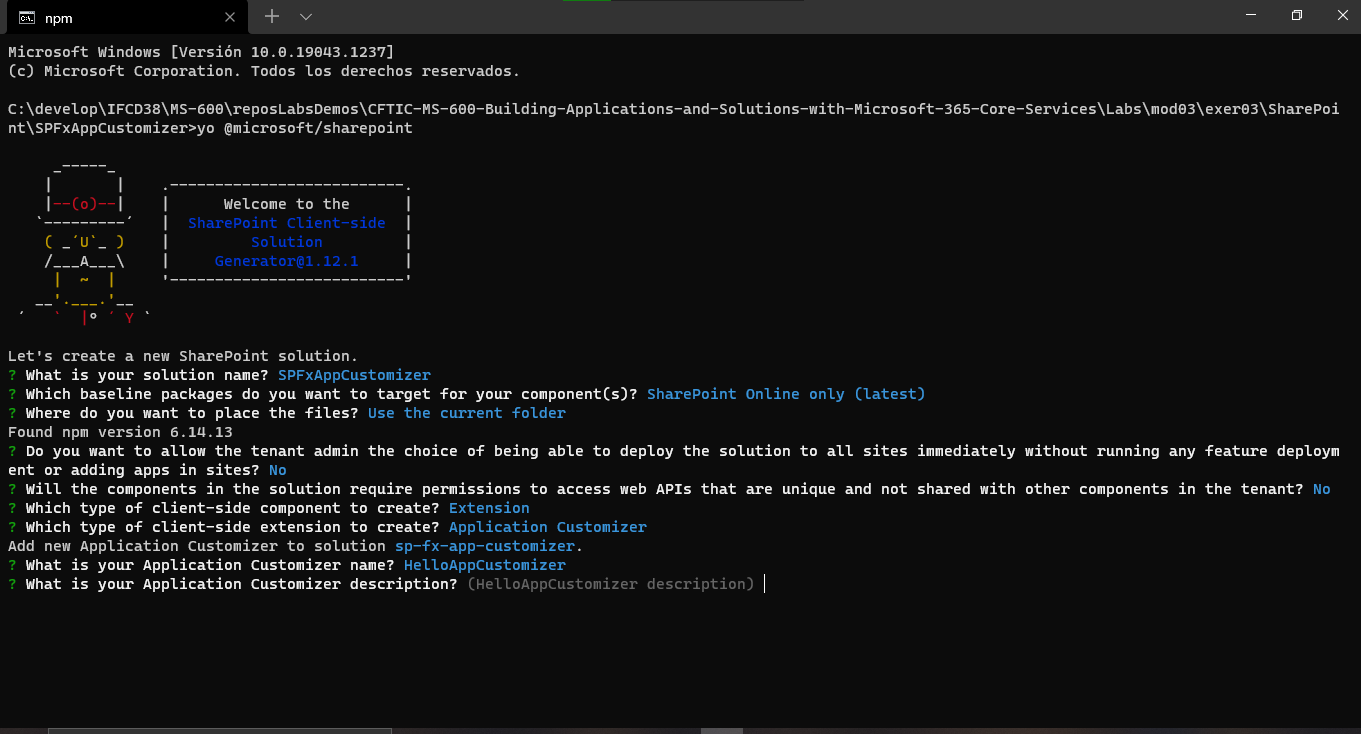 npm
Microsoft Windows [Versión 10.0.19043.1237]
(c) Microsoft Corporation. Todos los derechos reservados.
C:\develop\IFCD38\MS-600\reposLabsDemos\CFTIC-MS-600-Building-Applications-and-Solutions-with-Microsoft-365-Core-Services\Labs\mod03\exer03\SharePoi
nt\SPFxAppCustomizer>yo @microsoft/sharepoint
Welcome to the
SharePoint Client-side
Solution
Generator@1.12.1
Let's create a new SharePoint solution.
? What is your solution name? SPFxAppCustomizer
? Which baseline packages do you want to target for your component(s)? SharePoint Online only (latest)
? Where do you want to place the files? Use the current folder
Found npm version 6.14.13
? Do you want to allow the tenant admin the choice of being able to deploy the solution to all sites immediately without running any feature deploym
ent or adding apps in sites? No
? Will the components in the solution require permissions to access web APIs that are unique and not shared with other components in the tenant? No
? Which type of client-side component to create? Extension
? Which type of client-side extension to create? Application Customizer
Add new Application Customizer to solution sp-fx-app-customizer.
? What is your Application Customizer name? HelloAppCustomizer
? What is your Application Customizer description? (HelloAppCustomizer description)